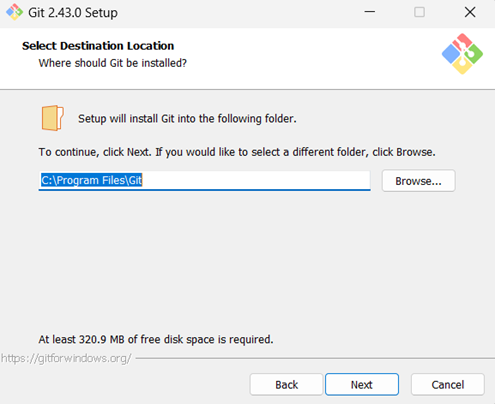 Git 2.43.0 Setup
Select Destination Location
Where should Git be installed?
Setup will install Git into the following folder.
To continue, click Next. If you would like to select a different folder, click Browse.
C:\Program Files\Git
Browse...
At least 320.9 MB of free disk space is required.
https://gitforwindows.org/
Back
Next
Cancel